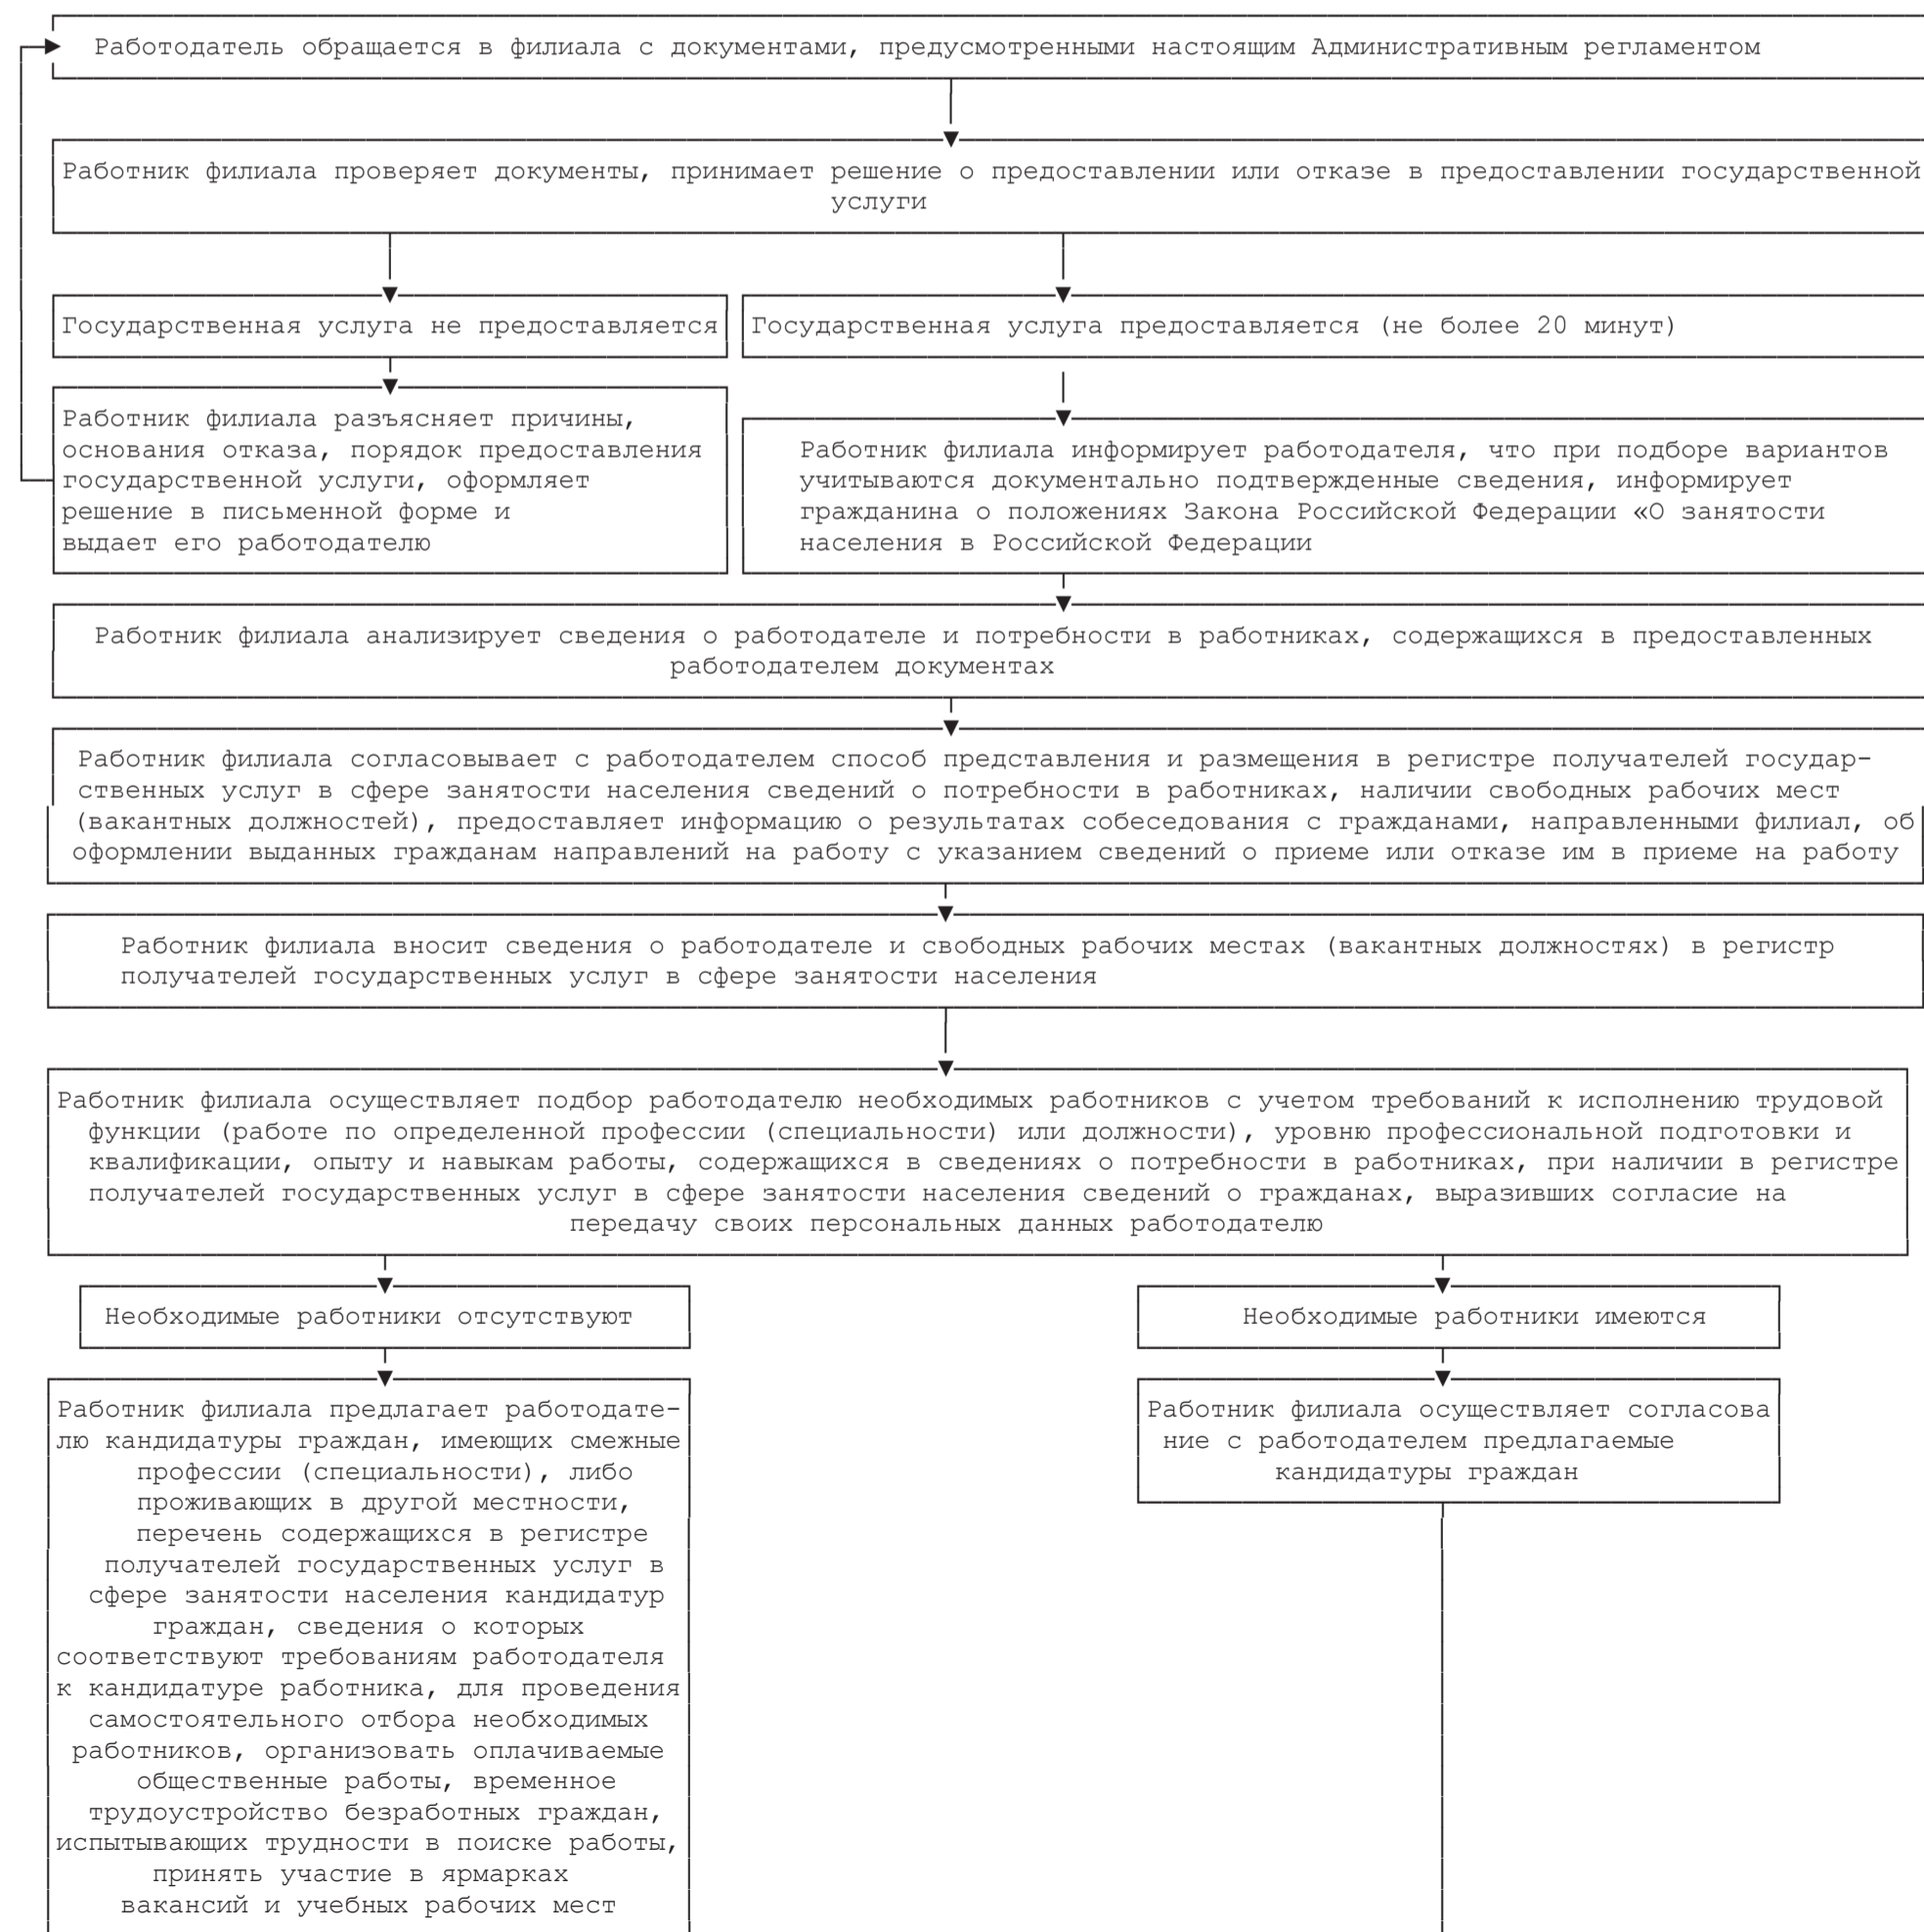 Работодатель обращается в филиала с документами, предусмотренными настоящим Административным регламентом
Работник филиала проверяет документы, принимает решение о предоставлении или отказе в предоставлении государственной
услуги
Государственная услуга не предоставляется
Государственная услуга предоставляется (не более 20 минут)
Работник филиала разъясняет причины,
основания отказа, порядок предоставления
государственной услуги, оформляет
решение в письменной форме и
выдает его работодателю
Работник филиала информирует работодателя, что при подборе вариантов
учитываются документально подтвержденные сведения, информирует
гражданина о положениях Закона Российской Федерации «О занятости
населения в Российской Федерации
Работник филиала анализирует сведения о работодателе и потребности в работниках, содержащихся в предоставленных
работодателем документах
Работник филиала согласовывает с работодателем способ представления и размещения в регистре получателей государ-
ственных услуг в сфере занятости населения сведений о потребности в работниках, наличии свободных рабочих мест
(вакантных должностей), предоставляет информацию о результатах собеседования с гражданами, направленными филиал, об
оформлении выданных гражданам направлений на работу с указанием сведений о приеме или отказе им в приеме на работу
Работник филиала вносит сведения о работодателе и свободных рабочих местах (вакантных должностях) в регистр
получателей государственных услуг в сфере занятости населения
Работник филиала осуществляет подбор работодателю необходимых работников с учетом требований к исполнению трудовой
функции (работе по определенной профессии (специальности) или должности), уровню профессиональной подготовки и
квалификации, опыту и навыкам работы, содержащихся в сведениях о потребности в работниках, при наличии в регистре
получателей государственных услуг в сфере занятости населения сведений о гражданах, выразивших согласие на
передачу своих персональных данных работодателю
Необходимые работники отсутствуют
Необходимые работники имеются
Работник филиала предлагает работодате-
лю кандидатуры граждан, имеющих смежные
профессии (специальности), либо
проживающих в другой местности,
перечень содержащихся в регистре
получателей государственных услуг в
сфере занятости населения кандидатур
граждан, сведения о которых
соответствуют требованиям работодателя
к кандидатуре работника, для проведения
самостоятельного отбора необходимых
работников, организовать оплачиваемые
общественные работы, временное
трудоустройство безработных граждан,
испытывающих трудности в поиске работы,
принять участие в ярмарках
вакансий и учебных рабочих мест
Работник филиала осуществляет согласова
ние с работодателем предлагаемые
кандидатуры граждан